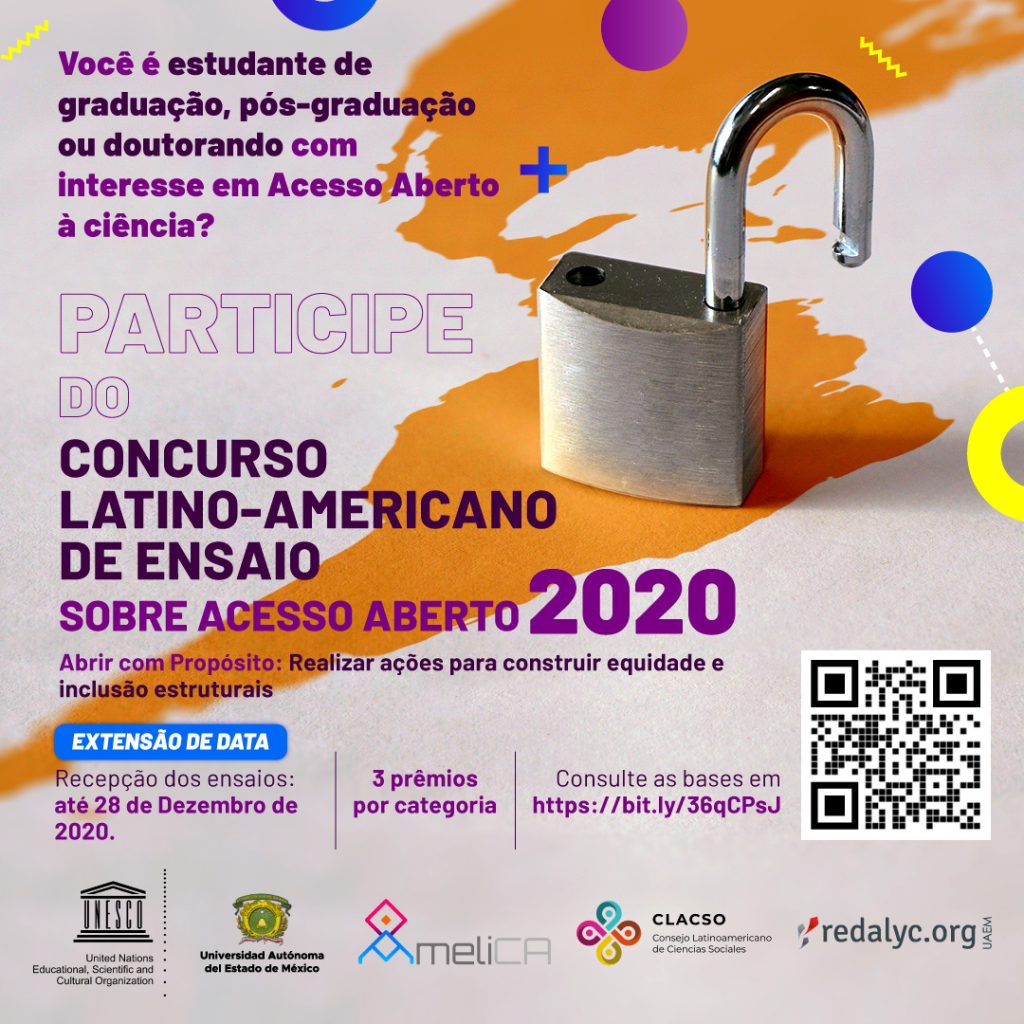 Você é estudante de
graduação, pós-graduação
ou doutorando com
interesse em Acesso Aberto
à ciência?
PARTICIPE
DO
CONCURSO
LATINO-AMERICANO
DE ENSAIO
SOBRE ACESSO ABERTO 2020
Abrir com Propósito: Realizar ações para construir equidade e
inclusão estruturais
EXTENSÃO DE DATA
Recepção dos ensaios:
até 28 de Dezembro de
2020.
3 prêmios
por categoria
Consulte as bases em
https://bit.ly/36qCPsJ
UNESCO
United Nations
Educational, Scientific and
Cultural Organization
Universidad Autónoma
del Estado de México
AmeliCA
CLACSO
Consejo Latinoamericano
de Ciencias Sociales
redalyc.org
UAEM